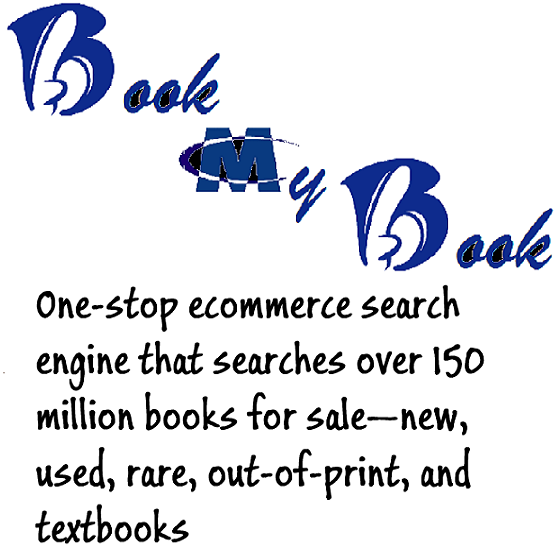 Book
My
Book
One-stop ecommerce search
engine that searches over 150
million books for sale—new,
used, rare, out-of-print, and
textbooks